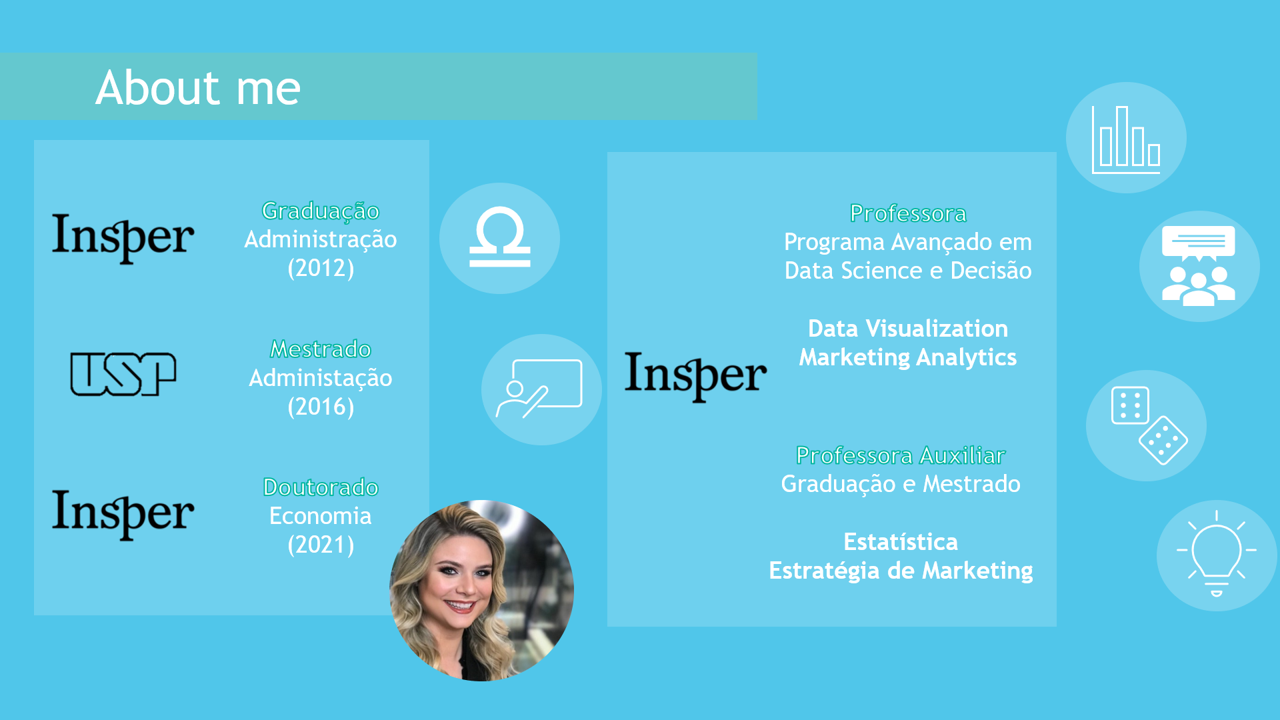 About me
Insper
Graduação
Administração
(2012)
USP
Mestrado
Administação
(2016)
Insper
Doutorado
Economia
(2021)
Insper
Professora
Programa Avançado em
Data Science e Decisão
Data Visualization
Marketing Analytics
Professora Auxiliar
Graduação e Mestrado
Estatística
Estratégia de Marketing